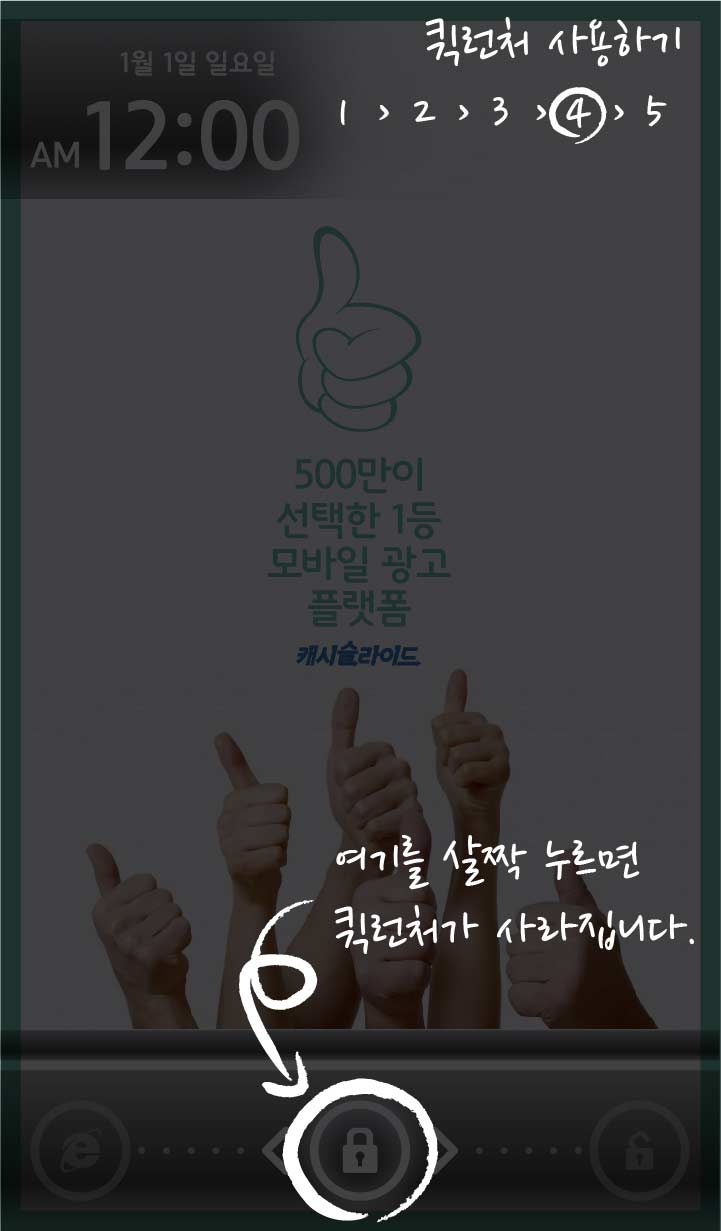 퀵런처 사용하기
1 > 2 > 3 > 4 > 5
1월 1일 일요일
AM 12:00
500만이
선택한 1등
모바일 광고
플랫폼
캐시슬라이드
여기를 살짝 누르면
퀵런처가 사라집니다.